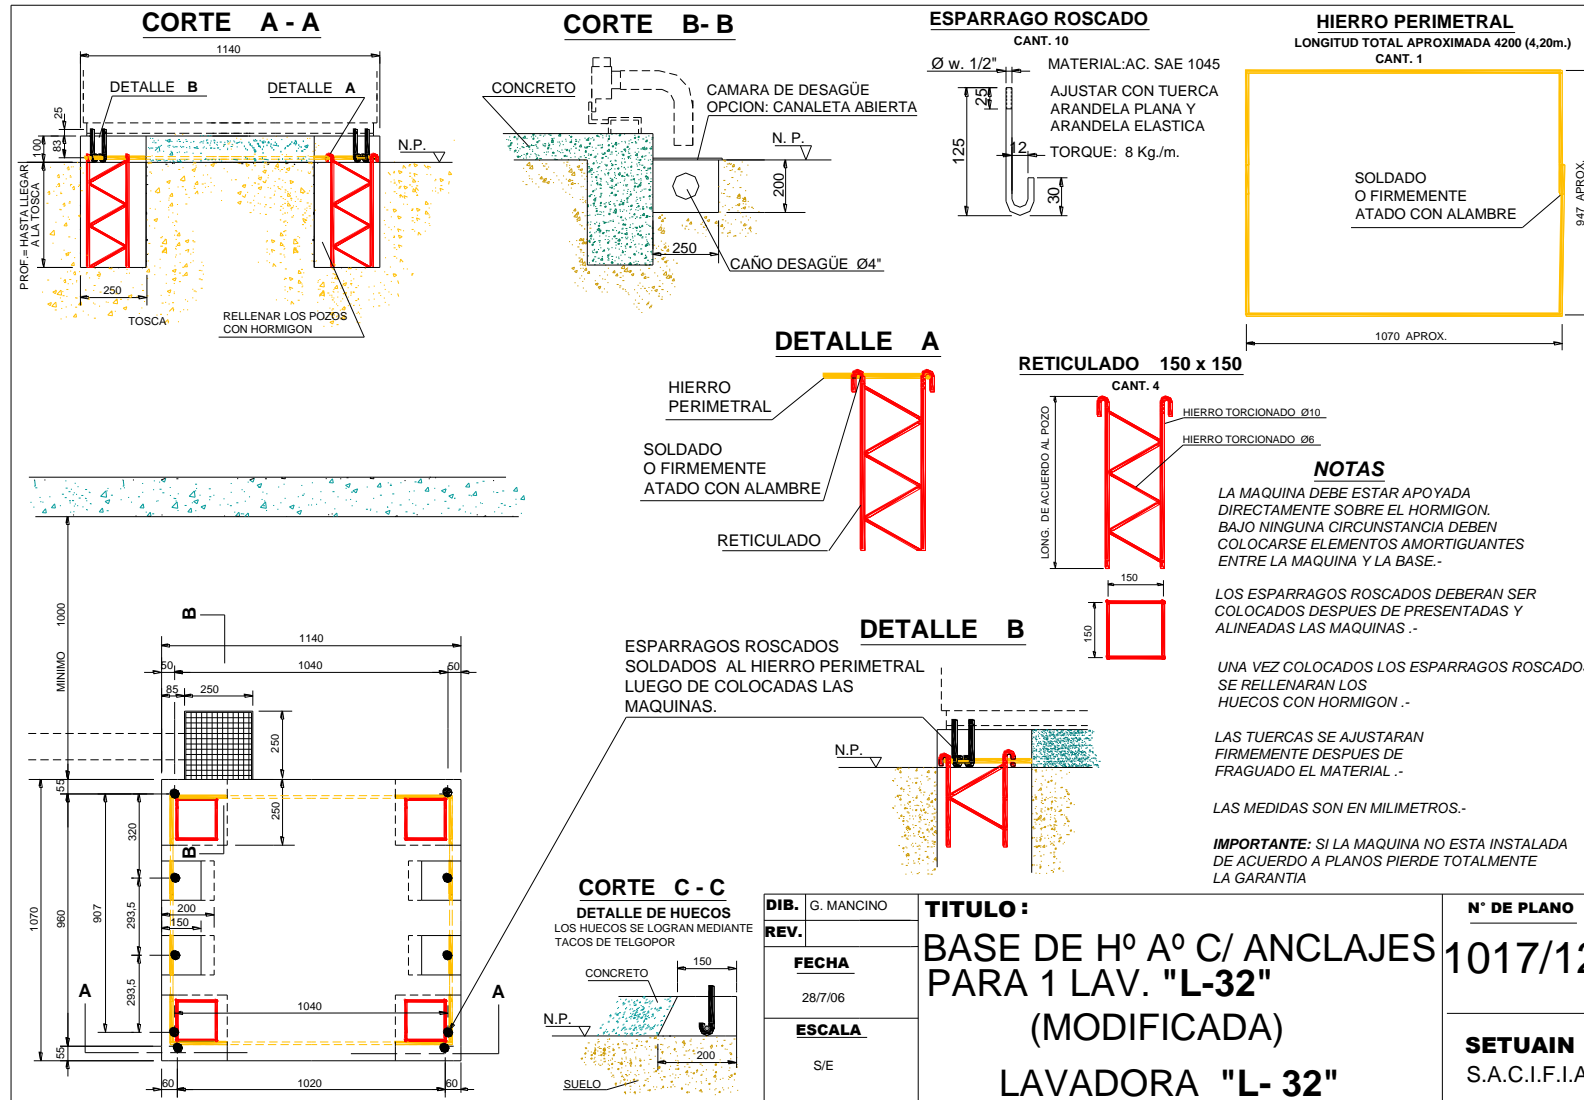 CORTE A - A
1140
DETALLE B
DETALLE A
25
100
83
N.P.
PROF.= HASTA LLEGAR
A LA TOSCA
250
TOSCA
RELLENAR LOS POZOS
CON HORMIGON
CORTE B- B
CONCRETO
CAMARA DE DESAGÜE
OPCION: CANALETA ABIERTA
N. P.
200
250
CAÑO DESAGÜE Ø4"
ESPARRAGO ROSCADO
CANT. 10
Ø w. 1/2"
MATERIAL:AC. SAE 1045
AJUSTAR CON TUERCA
ARANDELA PLANA Y
ARANDELA ELASTICA
TORQUE: 8 Kg./m.
25
125
12
30
HIERRO PERIMETRAL
LONGITUD TOTAL APROXIMADA 4200 (4,20m.)
CANT. 1
SOLDADO
O FIRMEMENTE
ATADO CON ALAMBRE
947 APROX.
1070 APROX.
DETALLE A
HIERRO
PERIMETRAL
SOLDADO
O FIRMEMENTE
ATADO CON ALAMBRE
RETICULADO
RETICULADO 150 x 150
CANT. 4
LONG. DE ACUERDO AL POZO
HIERRO TORCIONADO Ø10
HIERRO TORCIONADO Ø6
150
150
NOTAS
LA MAQUINA DEBE ESTAR APOYADA
DIRECTAMENTE SOBRE EL HORMIGON.
BAJO NINGUNA CIRCUNSTANCIA DEBEN
COLOCARSE ELEMENTOS AMORTIGUANTES
ENTRE LA MAQUINA Y LA BASE.-
LOS ESPARRAGOS ROSCADOS DEBERAN SER
COLOCADOS DESPUES DE PRESENTADAS Y
ALINEADAS LAS MAQUINAS .-
UNA VEZ COLOCADOS LOS ESPARRAGOS ROSCADOS
SE RELLENARAN LOS
HUECOS CON HORMIGON .-
LAS TUERCAS SE AJUSTARAN
FIRMEMENTE DESPUES DE
FRAGUADO EL MATERIAL .-
LAS MEDIDAS SON EN MILIMETROS.-
IMPORTANTE: SI LA MAQUINA NO ESTA INSTALADA
DE ACUERDO A PLANOS PIERDE TOTALMENTE
LA GARANTIA
MINIMO 1000
B
1140
50
1040
50
85
250
250
55
250
320
B
1070
960
907
293,5
200
150
293,5
A
A
1040
55
60
1020
60
ESPARRAGOS ROSCADOS
SOLDADOS AL HIERRO PERIMETRAL
LUEGO DE COLOCADAS LAS
MAQUINAS.
DETALLE B
N.P.
CORTE C - C
DETALLE DE HUECOS
LOS HUECOS SE LOGRAN MEDIANTE
TACOS DE TELGOPOR
CONCRETO
150
N.P.
200
SUELO
DIB. G. MANCINO
REV.
FECHA
28/7/06
ESCALA
S/E
TITULO :
BASE DE Hº Aº C/ ANCLAJES
PARA 1 LAV. "L-32"
(MODIFICADA)
LAVADORA "L- 32"
N° DE PLANO
1017/12
SETUAIN
S.A.C.I.F.I.A